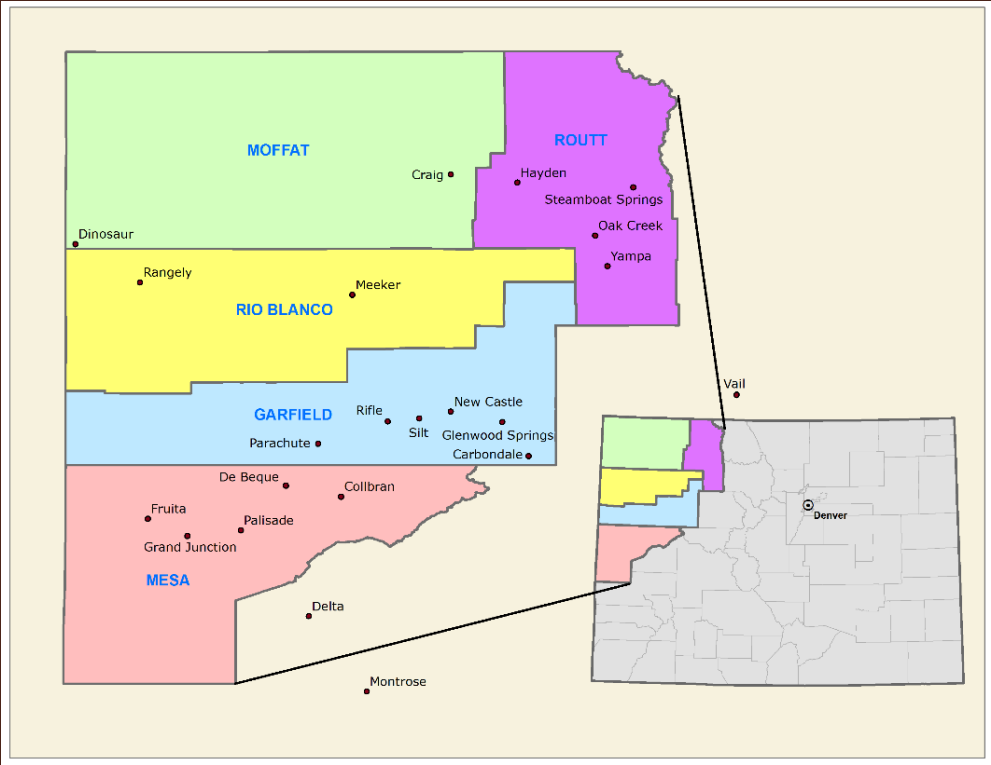 ROUTT
MOFFAT
Craig
Hayden
Steamboat Springs
Oak Creek
Dinosaur
Yampa
Rangely
Meeker
RIO BLANCO
Vail
New Castle
Rifle
GARFIELD
Silt
Glenwood Springs
Parachute
Carbondale
De Beque
Collbran
Fruita
Palisade
Grand Junction
Denver
MESA
Delta
Montrose